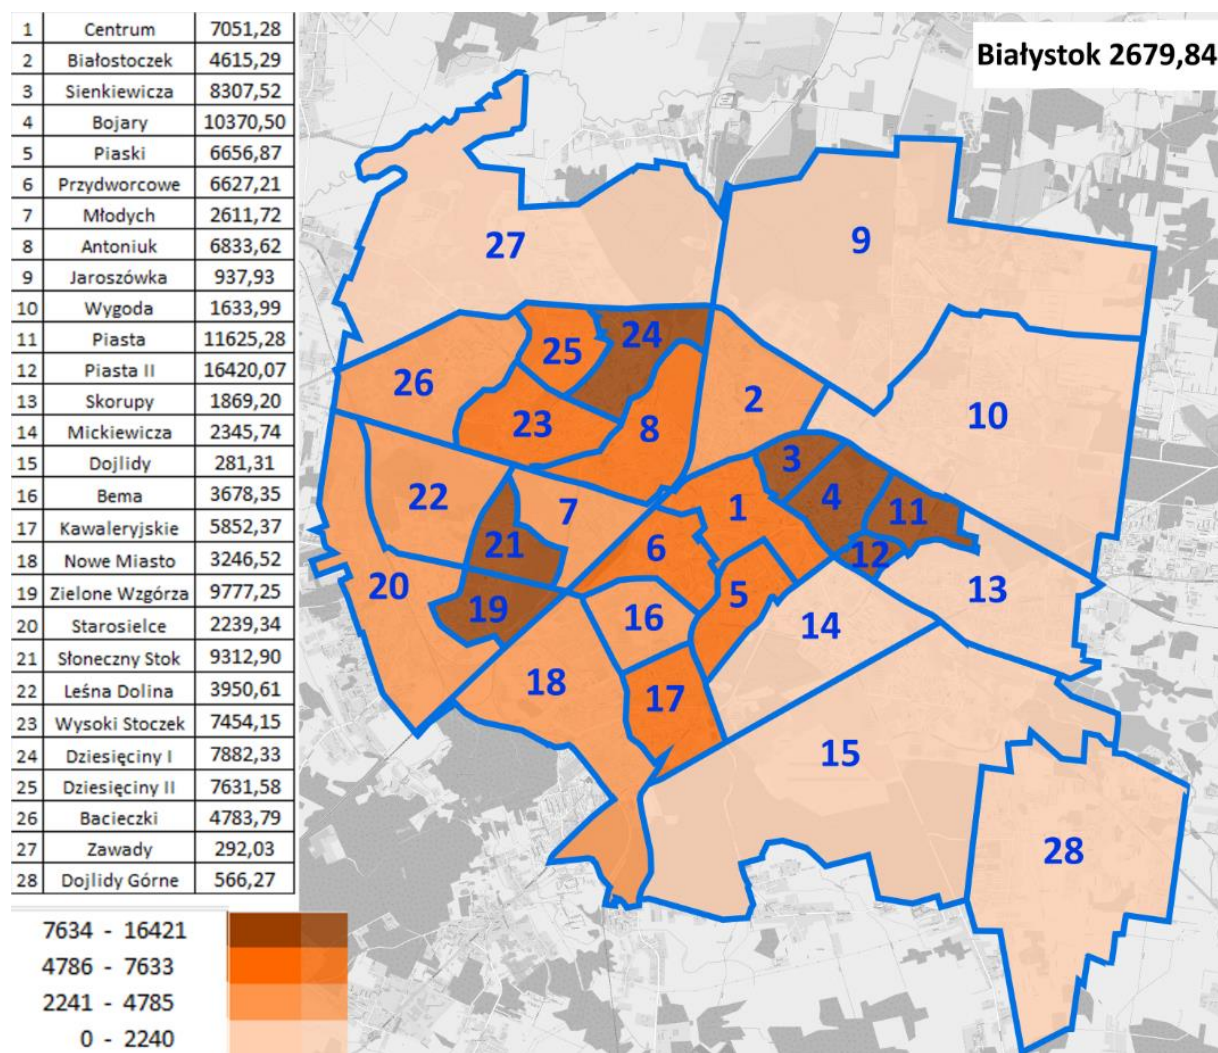 1 Centrum 7051,28
2 Białostoczek 4615,29
3 Sienkiewicza 8307,52
4 Bojary 10370,50
5 Piaski 6656,87
6 Przydworcowe 6627,21
7 Młodych 2611,72
8 Antoniuk 6833,62
9 Jaroszówka 937,93
10 Wygoda 1633,99
11 Piasta 11625,28
12 Piasta II 16420,07
13 Skorupy 1869,20
14 Mickiewicza 2345,74
15 Dojlidy 281,31
16 Bema 3678,35
17 Kawaleryjskie 5852,37
18 Nowe Miasto 3246,52
19 Zielone Wzgórza 9777,25
20 Starosielce 2239,34
21 Słoneczny Stok 9312,90
22 Leśna Dolina 3950,61
23 Wysoki Stoczek 7454,15
24 Dziesięciny I 7882,33
25 Dziesięciny II 7631,58
26 Bacieczki 4783,79
27 Zawady 292,03
28 Dojlidy Górne 566,27
7634 - 16421
4786 - 7633
2241 - 4785
0 - 2240
Białystok 2679,84
27
9
24
25
26
2
10
23
8
3
4
11
22
7
1
21
6
12
20
5
13
19
16
14
18
17
15
28